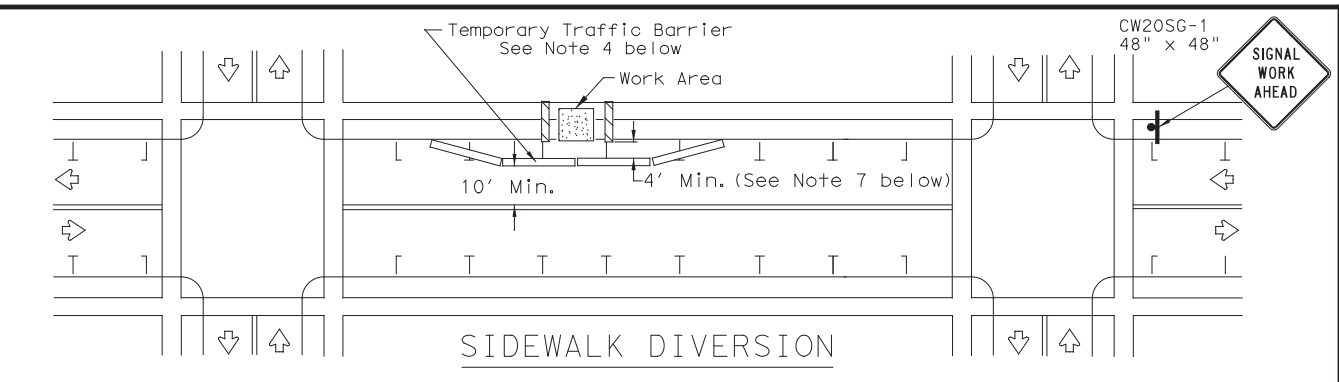 Temporary Traffic Barrier
See Note 4 below
Work Area
CW20SG-1
48" x 48"
SIGNAL
WORK
AHEAD
10' Min.
4' Min. (See Note 7 below)
SIDEWALK DIVERSION